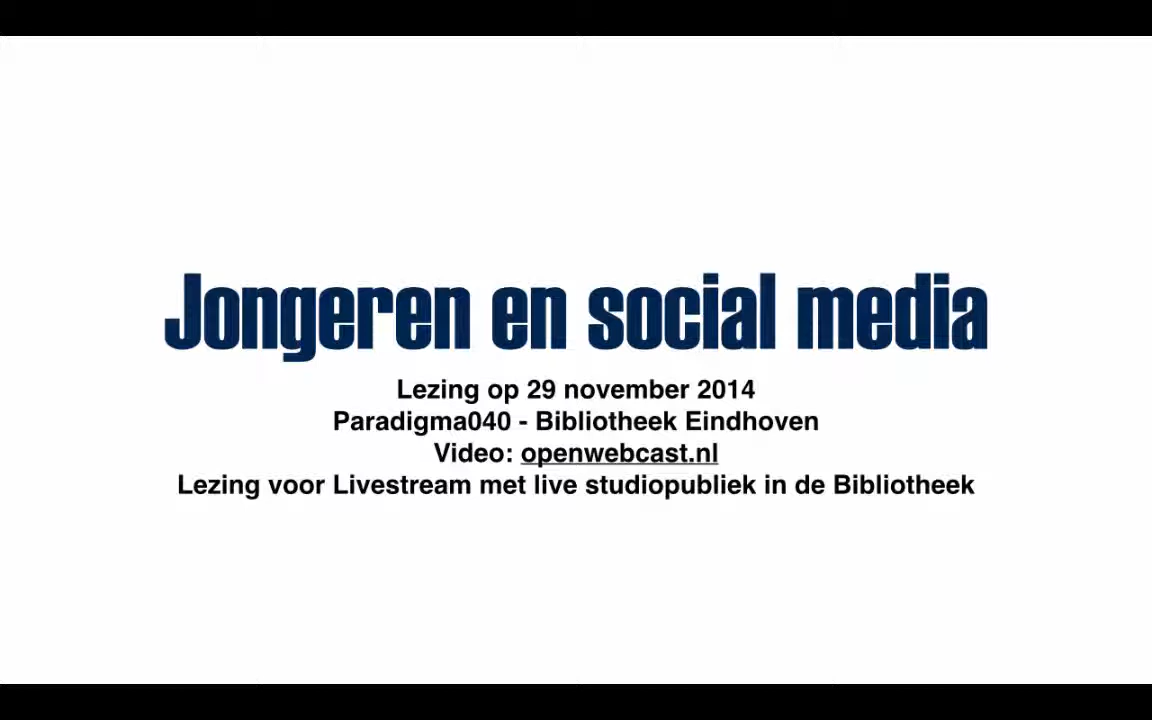 Jongeren en social media
Lezing op 29 november 2014
Paradigma040 - Bibliotheek Eindhoven
Video: openwebcast.nl
Lezing voor Livestream met live studiopubliek in de Bibliotheek